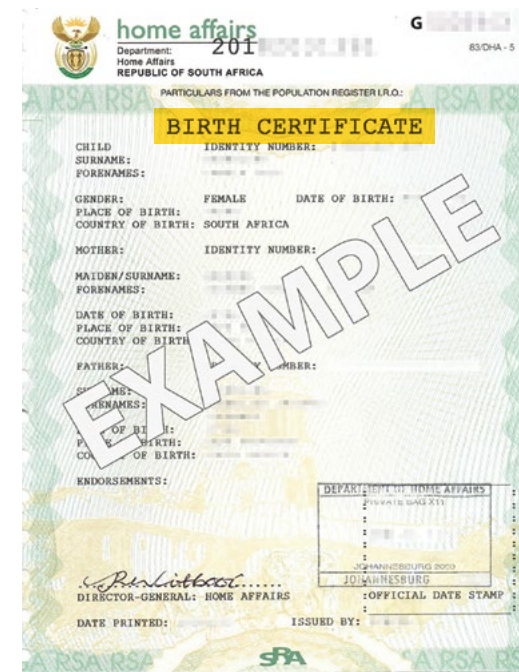 home affairs
G
Department:
Home Affairs
REPUBLIC OF SOUTH AFRICA
201
83/DHA - 5
PARTICULARS FROM THE POPULATION REGISTER I.R.O.:
BIRTH CERTIFICATE
CHILD IDENTITY NUMBER:
SURNAME:
FORENAMES:
GENDER: FEMALE DATE OF BIRTH:
PLACE OF BIRTH:
COUNTRY OF BIRTH: SOUTH AFRICA
MOTHER: IDENTITY NUMBER:
MAIDEN/SURNAME:
FORENAMES:
DATE OF BIRTH:
PLACE OF BIRTH:
COUNTRY OF BIRTH
FATHER:
EXAMPLE
OF BIRTH:
ENDORSEMENTS:
DEPARTMENT OF HOME AFFAIRS
PRIVATE BAG X11
JOHANNESBURG 2000
JOHANNESBURG
DIRECTOR-GENERAL: HOME AFFAIRS :OFFICIAL DATE STAMP
DATE PRINTED: ISSUED BY:
RSA RSA